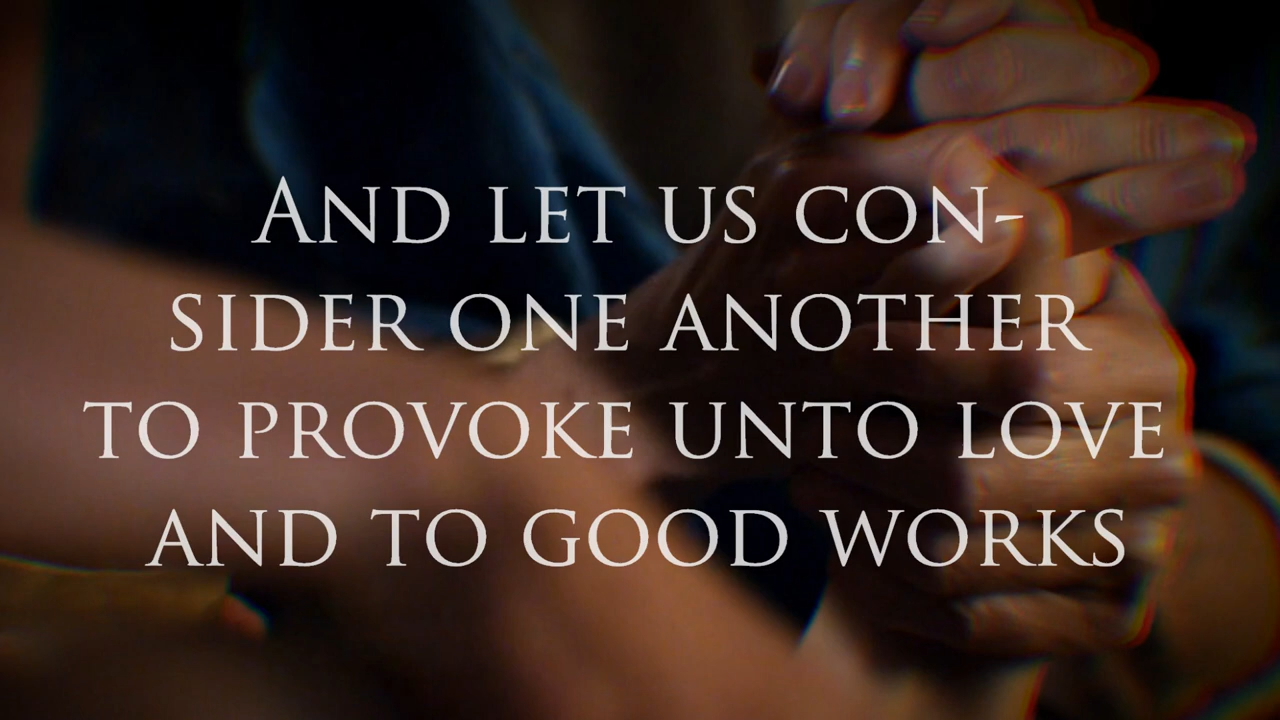 And let us con-
sider one another
to provoke unto love
and to good works